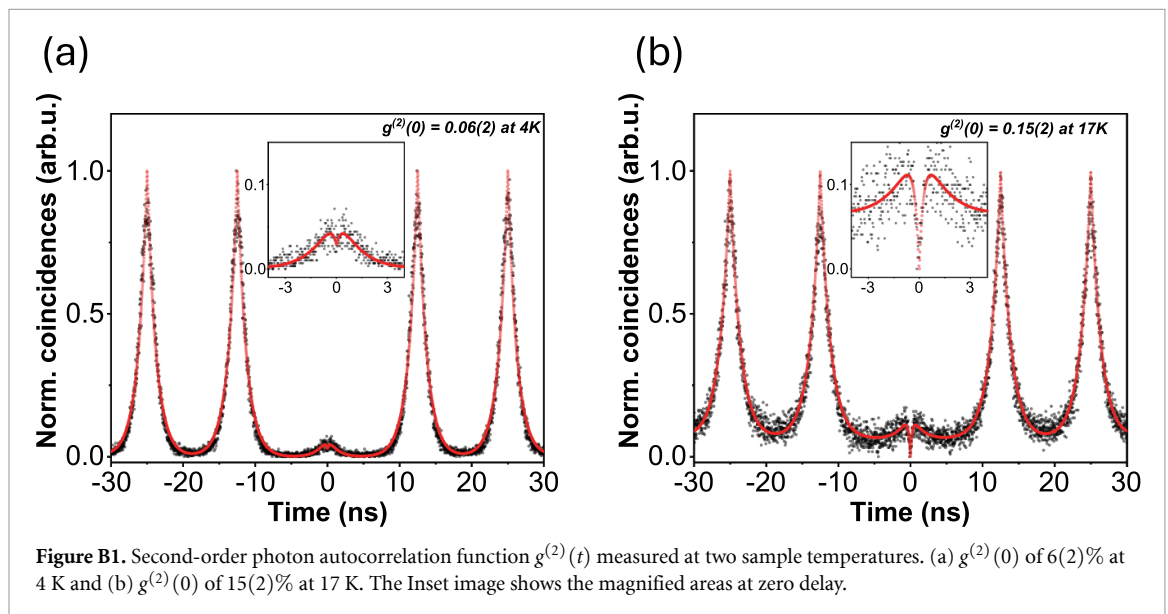 (a)
Norm. coincidences (arb.u.)
g(2)(0) = 0.06(2) at 4K
1.0
0.5
0.0
0.1
0.0
-3 0 3
-30 -20 -10 0 10 20 30
Time (ns)
(b)
Norm. coincidences (arb.u.)
g(2)(0) = 0.15(2) at 17K
1.0
0.5
0.0
0.1
0.0
-3 0 3
-30 -20 -10 0 10 20 30
Time (ns)
Figure B1. Second-order photon autocorrelation function g(2)(t) measured at two sample temperatures. (a) g(2)(0) of 6(2)% at
4 K and (b) g(2)(0) of 15(2)% at 17 K. The Inset image shows the magnified areas at zero delay.